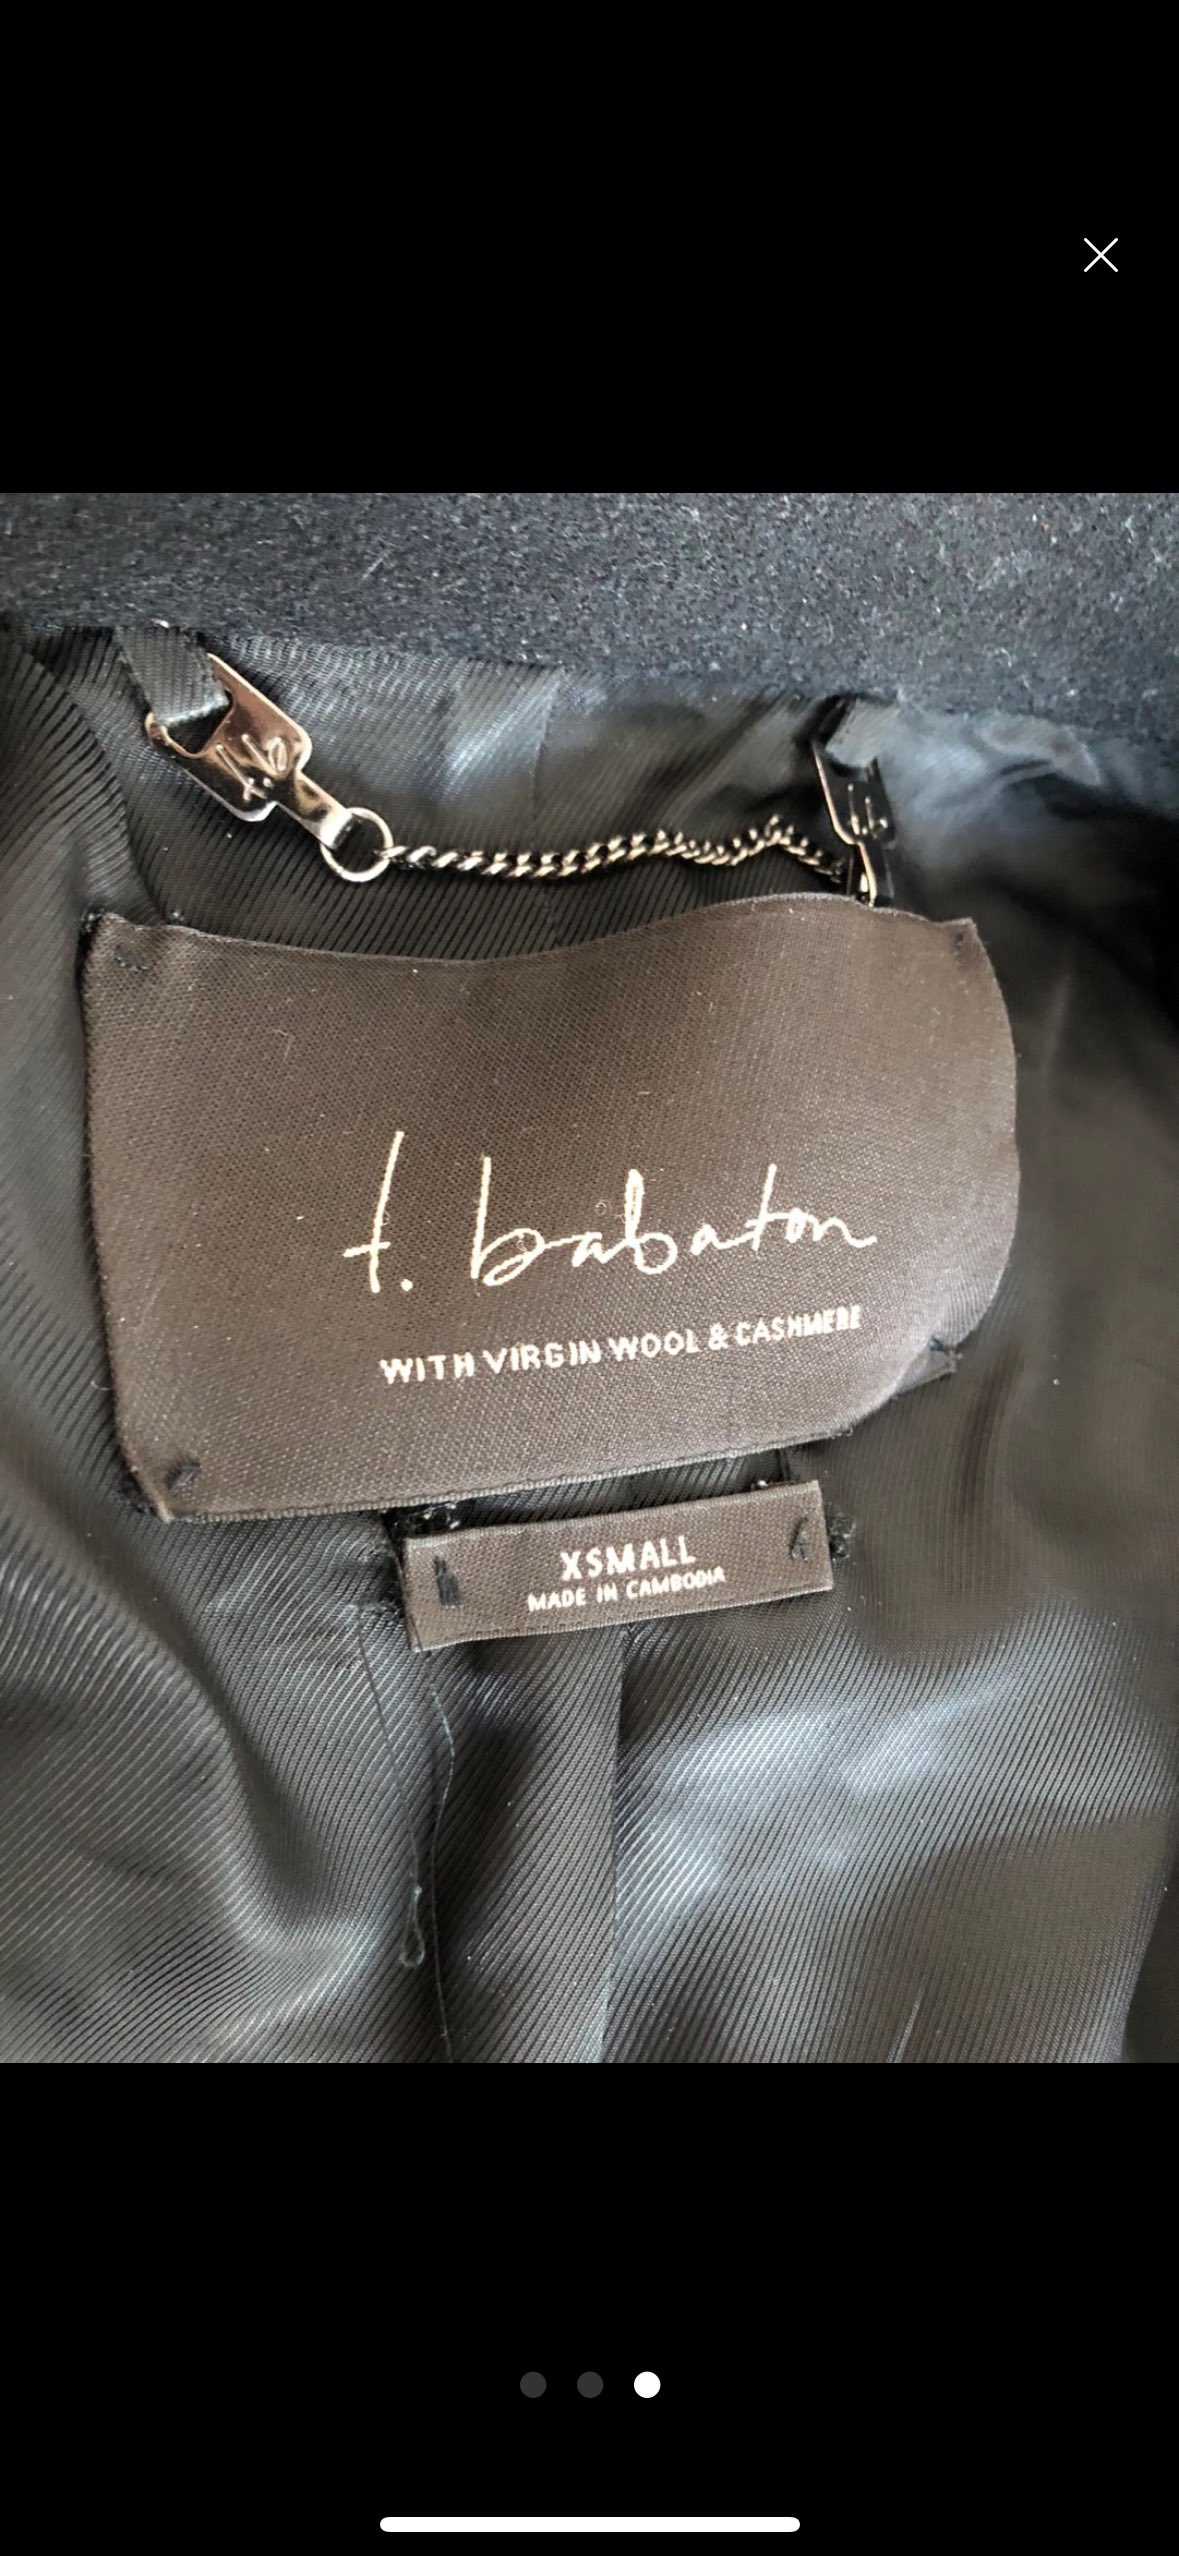 t.b
t.b
t. babaton
WITH VIRGIN WOOL & CASHMERE
XSMALL
MADE IN CAMBODIA